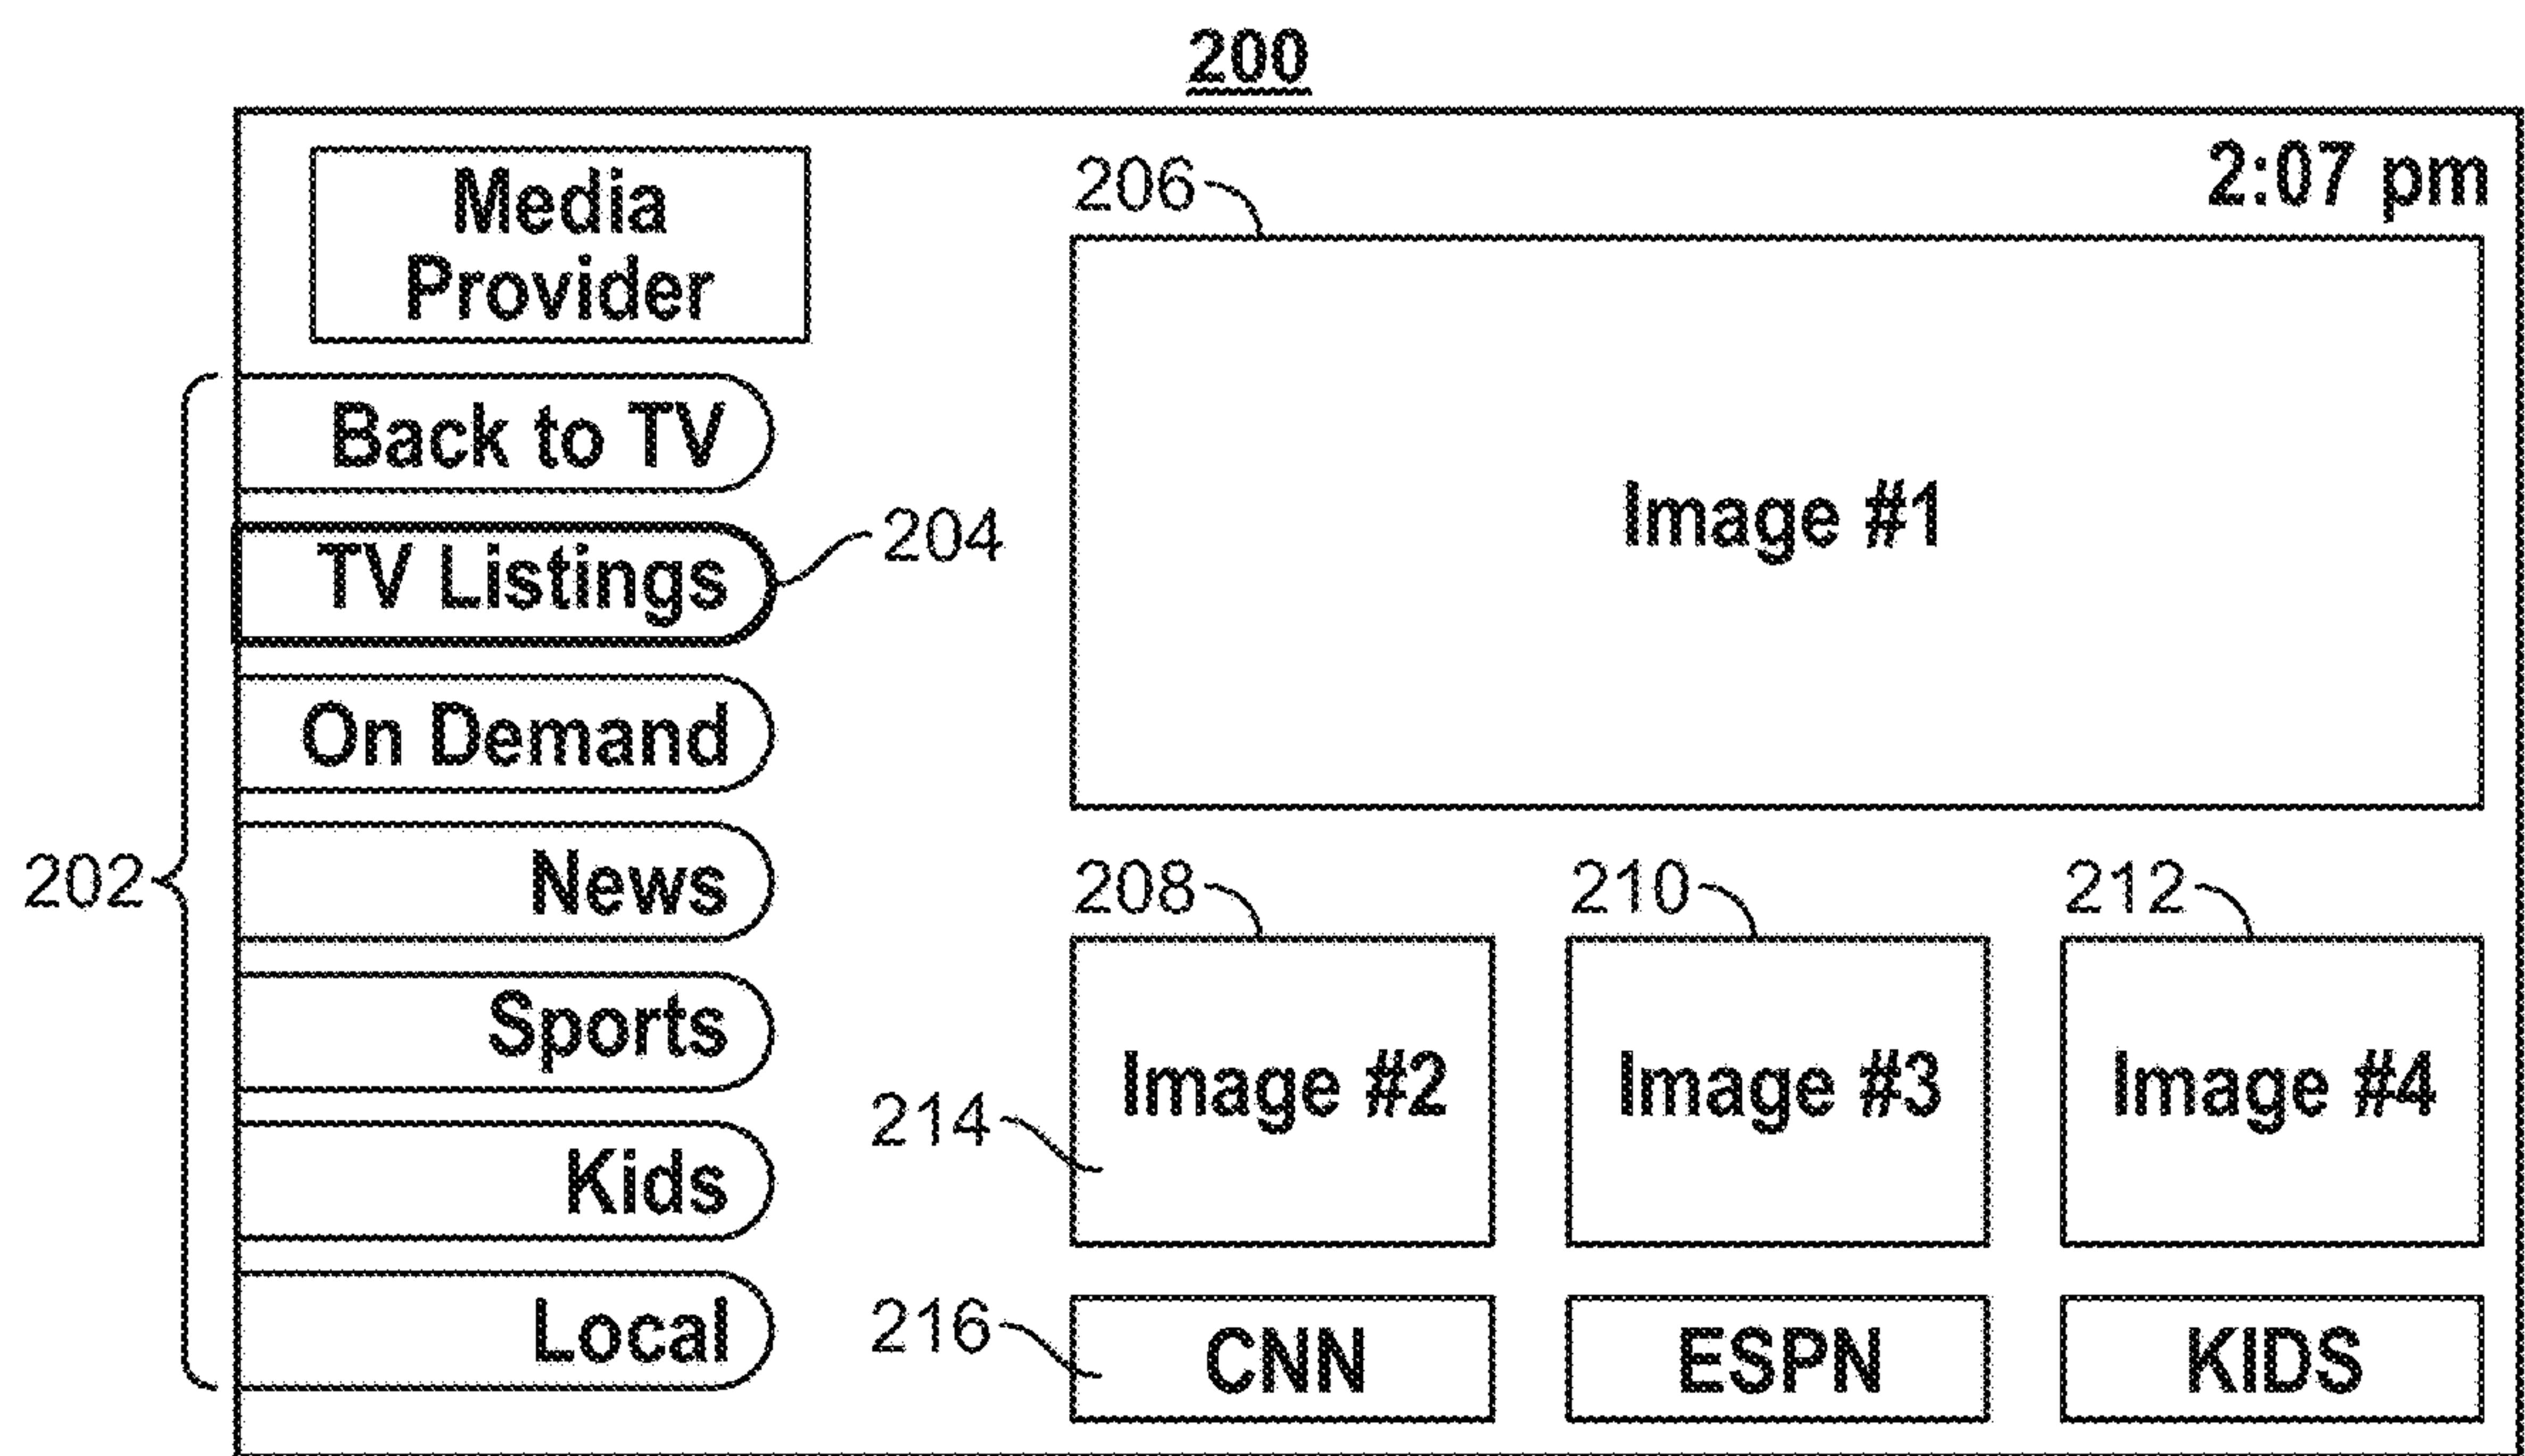 200
2:07 pm
Media
Provider
206
Image #1
202
Back to TV
TV Listings
204
On Demand
News
Sports
Kids
Local
208
210
212
Image #2
Image #3
Image #4
214
216
CNN
ESPN
KIDS